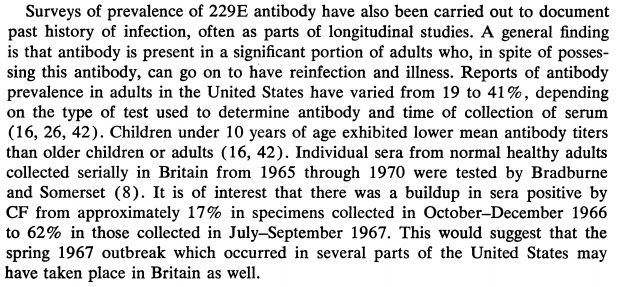 Surveys of prevalence of 229E antibody have also been carried out to document
past history of infection, often as parts of longitudinal studies. A general finding
is that antibody is present in a significant portion of adults who, in spite of posses-
sing this antibody, can go on to have reinfection and illness. Reports of antibody
prevalence in adults in the United States have varied from 19 to 41%, depending
on the type of test used to determine antibody and time of collection of serum
(16, 26, 42). Children under 10 years of age exhibited lower mean antibody titers
than older children or adults (16, 42). Individual sera from normal healthy adults
collected serially in Britain from 1965 through 1970 were tested by Bradburne
and Somerset (8). It is of interest that there was a buildup in sera positive by
CF from approximately 17% in specimens collected in October–December 1966
to 62% in those collected in July–September 1967. This would suggest that the
spring 1967 outbreak which occurred in several parts of the United States may
have taken place in Britain as well.